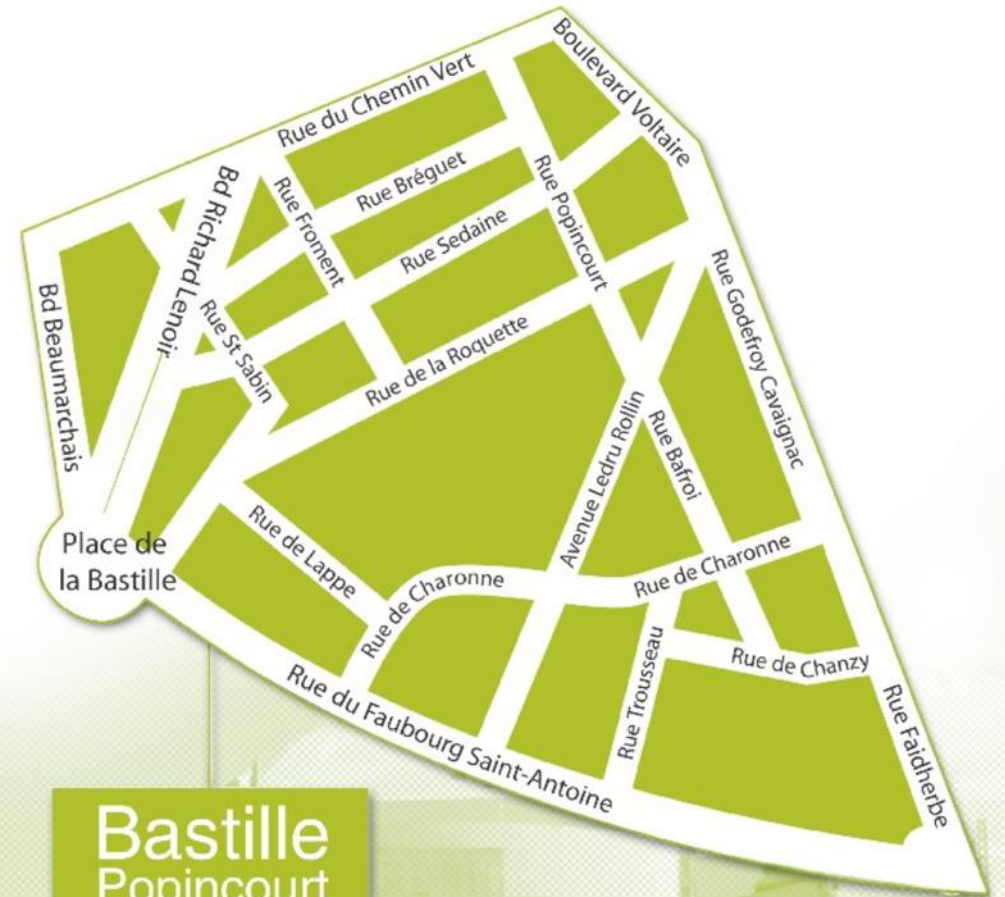 Boulevard Voltaire
Rue du Chemin Vert
Bd Richard Lenoir
Rue Froment
Rue Bréguet
Rue Popincourt
Rue Sedaine
Bd Beaumarchais
Rue St Sabin
Rue de la Roquette
Rue Godefroy Cavaignac
Avenue Ledru Rollin
Rue Bafroi
Place de
la Bastille
Rue de Lappe
Rue de Charonne
Rue de Charonne
Rue Trousseau
Rue de Chanzy
Rue du Faubourg Saint-Antoine
Rue Faidherbe
Bastille
Popincourt